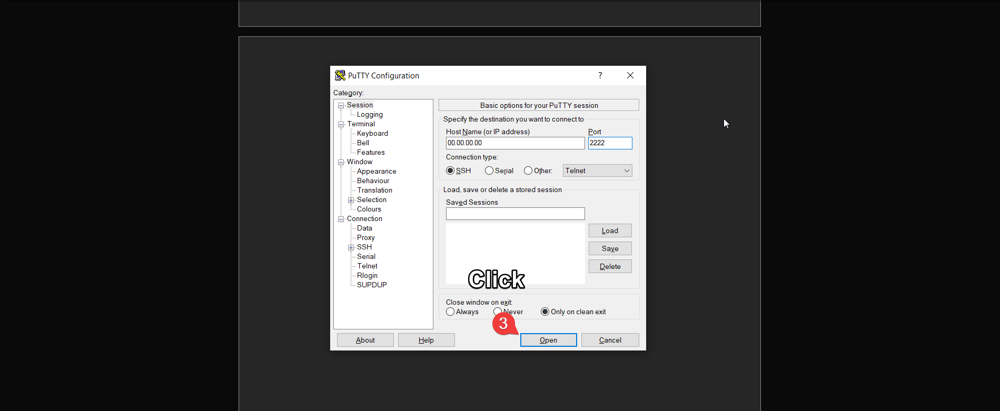 PuTTY Configuration
?
Category:
Session
Logging
Terminal
Keyboard
Bell
Features
Window
Appearance
Behaviour
Translation
Selection
Colours
Connection
Data
Proxy
SSH
Serial
Telnet
Rlogin
SUPDUP
Basic options for your PuTTY session
Specify the destination you want to connect to
Host Name (or IP address) Port
00.00.00.00 2222
Connection type:
SSH Serial Other: Telnet
Load, save or delete a stored session
Saved Sessions
Load
Save
Delete
Click
Close window on exit:
Always Never Only on clean exit
3
About Help Open Cancel